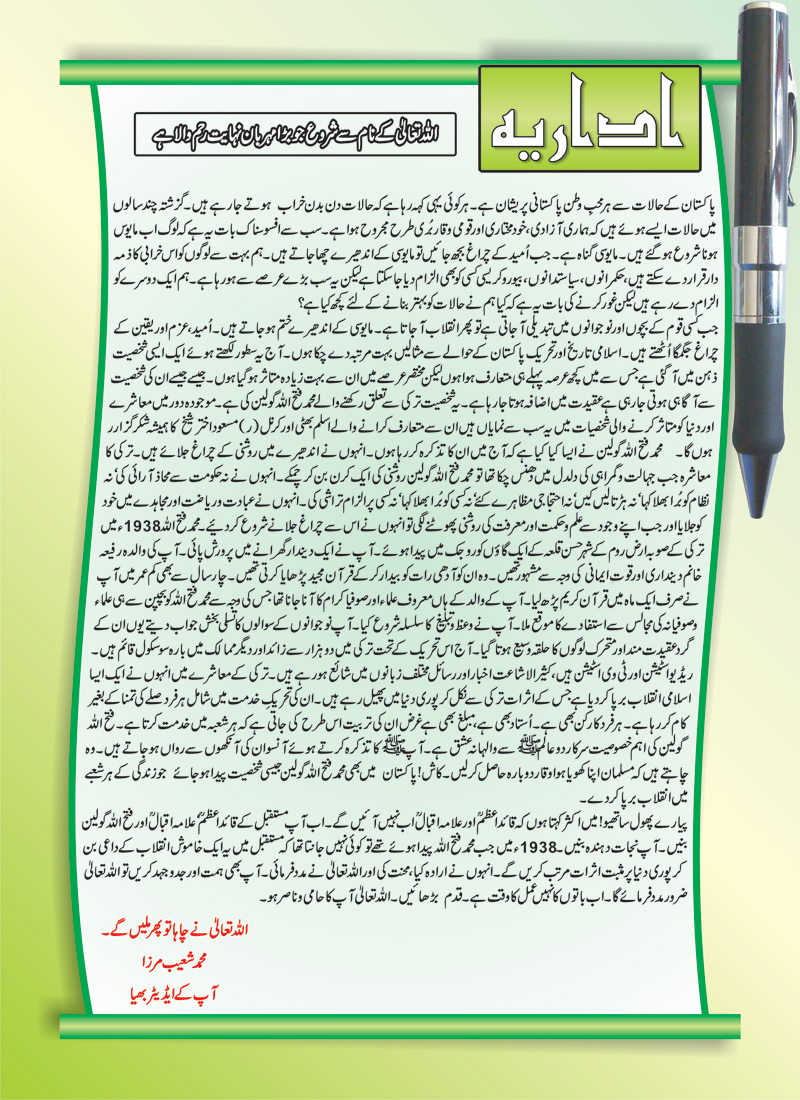 اداریہ
اللہ تعالیٰ کے نام سے شروع جو بڑا مہربان نہایت رحم والا ہے
پاکستان کے حالات سے ہر محبِ وطن پاکستانی پریشان ہے۔ ہر کوئی یہی کہہ رہا ہے کہ حالات دن بدن خراب ہوتے جا رہے ہیں۔ گزشتہ چند سالوں
میں حالات ایسے ہوئے ہیں کہ ہماری آزادی، خودمختاری اور قومی وقار بُری طرح مجروح ہوا ہے۔ سب سے افسوسناک بات یہ ہے کہ لوگ اب مایوس
ہونا شروع ہو گئے ہیں۔ مایوسی گناہ ہے۔ جب اُمید کے چراغ بجھ جائیں تو مایوسی کے اندھیرے چھا جاتے ہیں۔ ہم بہت سے لوگوں کو اس خرابی کا ذمہ
دار قرار دے سکتے ہیں، حکمرانوں، سیاستدانوں، بیوروکریسی کسی کو بھی الزام دیا جا سکتا ہے لیکن یہ سب بڑے عرصے سے ہو رہا ہے۔ ہم ایک دوسرے کو
الزام دے رہے ہیں لیکن غور کرنے کی بات یہ ہے کہ کیا ہم نے حالات کو بہتر بنانے کے لئے کچھ کیا ہے؟
جب کسی قوم کے بچوں اور نوجوانوں میں تبدیلی آ جاتی ہے تو پھر انقلاب آ جاتا ہے۔ مایوسی کے اندھیرے ختم ہو جاتے ہیں۔ اُمید، عزم اور یقین کے
چراغ جگمگا اُٹھتے ہیں۔ اسلامی تاریخ اور تحریک پاکستان کے حوالے سے مثالیں بہت مرتبہ دے چکا ہوں۔ آج یہ سطور لکھتے ہوئے ایک ایسی شخصیت
ذہن میں آ گئی ہے جس سے میں کچھ عرصہ پہلے ہی متعارف ہوا ہوں لیکن مختصر عرصے میں ان سے بہت زیادہ متاثر ہو گیا ہوں۔ جیسے جیسے ان کی شخصیت
سے آگاہی ہوتی جا رہی ہے عقیدت میں اضافہ ہوتا جا رہا ہے۔ یہ شخصیت ترکی سے تعلق رکھنے والے محمد فتح اللہ گولین کی ہے۔ موجودہ دور میں معاشرے
اور دنیا کو متاثر کرنے والی شخصیات میں یہ سب سے نمایاں ہیں ان سے متعارف کرانے والے اسلم بھٹی اور کرنل (ر) مسعود اختر شیخ کا ہمیشہ شکر گزار رہوں
ہوں گا۔ محمد فتح اللہ گولین نے ایسا کیا کیا ہے کہ آج میں ان کا تذکرہ کر رہا ہوں۔ انہوں نے اندھیرے میں روشنی کے چراغ جلائے ہیں۔ ترکی کا
معاشرہ جب جہالت و گمراہی کی دلدل میں دھنس چکا تھا تو محمد فتح اللہ گولین روشنی کی ایک کرن بن کر چمکے۔ انہوں نے نہ حکومت سے محاذ آرائی کی نہ
نظام کو بُرا بھلا کہا‘ نہ ہڑتالیں کیں‘ نہ احتجاجی مظاہرے کئے‘ نہ کسی کو بُرا بھلا کہا‘ نہ کسی پر الزام تراشی کی۔ انہوں نے عبادت و ریاضت اور مجاہدے میں خود
کو جلایا اور جب اپنے وجود سے علم و حکمت اور معرفت کی روشنی پھوٹنے لگی تو انہوں نے اس سے چراغ جلانے شروع کر دیئے۔ محمد فتح اللہ 1938ء میں
ترکی کے صوبہ ارض روم کے شہر حسن قلعہ کے ایک گاؤں کوروجک میں پیدا ہوئے۔ آپ نے ایک دیندار گھرانے میں پرورش پائی۔ آپ کی والدہ رفیعہ
خانم دینداری اور قوت ایمانی کی وجہ سے مشہور تھیں۔ وہ ان کو آدھی رات کو بیدار کر کے قرآن مجید پڑھایا کرتی تھیں۔ چار سال سے بھی کم عمر میں آپ
نے صرف ایک ماہ میں قرآن کریم پڑھ لیا۔ آپ کے والد کے ہاں معروف علماء اور صوفیا کرام کا آنا جانا تھا جس کی وجہ سے محمد فتح اللہ کو بچپن سے ہی علماء
و صوفیا نہ کی مجالس سے استفادے کا موقع ملا۔ آپ نے وعظ و تبلیغ کا سلسلہ شروع کیا۔ آپ نوجوانوں کے سوالوں کا تسلی بخش جواب دیتے یوں ان کے
گرد عقیدت مند اور متحرک لوگوں کا حلقہ وسیع ہوتا گیا۔ آج اس تحریک کے تحت ترکی میں دو ہزار سے زائد اور دیگر ممالک میں بارہ سو سکول قائم ہیں۔
ریڈیو اسٹیشن اور ٹی وی اسٹیشن ہیں، کثیر الاشاعت اخبار اور رسائل مختلف زبانوں میں شائع ہو رہے ہیں۔ ترکی کے معاشرے میں انہوں نے ایک ایسا
اسلامی انقلاب برپا کر دیا ہے جس کے اثرات ترکی سے نکل کر پوری دنیا میں پھیل رہے ہیں۔ ان کی تحریکِ خدمت میں شامل ہر فرد صلے کی تمنا کے بغیر
کام کر رہا ہے۔ ہر فرد کارکن بھی ہے۔ اُستاد بھی ہے، مبلغ بھی ہے غرض ان کی تربیت اس طرح کی جاتی ہے کہ ہر شعبہ میں خدمت کرتا ہے۔ فتح اللہ
گولین کی اہم خصوصیت سرکار دو عالم ﷺ سے والہانہ عشق ہے۔ آپ ﷺ کا تذکرہ کرتے ہوئے آنسو ان کی آنکھوں سے رواں ہو جاتے ہیں۔ وہ
چاہتے ہیں کہ مسلمان اپنا کھویا ہوا وقار دوبارہ حاصل کر لیں۔ کاش! پاکستان میں بھی محمد فتح اللہ گولین جیسی شخصیت پیدا ہو جائے جو زندگی کے ہر شعبے
میں انقلاب برپا کر دے۔
پیارے پھول ساتھیو! میں اکثر کہتا ہوں کہ قائداعظمؒ اور علامہ اقبالؒ اب نہیں آئیں گے۔ اب آپ مستقبل کے قائداعظمؒ علامہ اقبالؒ اور فتح اللہ گولین
بنیں۔ آپ نجات دہندہ بنیں۔ 1938ء میں جب محمد فتح اللہ پیدا ہوئے تھے تو کوئی نہیں جانتا تھا کہ مستقبل میں یہ ایک خاموش انقلاب کے داعی بن
کر پوری دنیا پر مثبت اثرات مرتب کریں گے۔ انہوں نے ارادہ کیا، محنت کی اور اللہ تعالیٰ نے مدد فرمائی۔ آپ بھی ہمت اور جدوجہد کریں تو اللہ تعالیٰ
ضرور مدد فرمائے گا۔ اب باتوں کا نہیں عمل کا وقت ہے۔ قدم بڑھائیں۔ اللہ تعالیٰ آپ کا حامی و ناصر ہو۔
اللہ تعالیٰ نے چاہا تو پھر ملیں گے۔
محمد شعیب مرزا
آپ کے ایڈیٹر بھیا